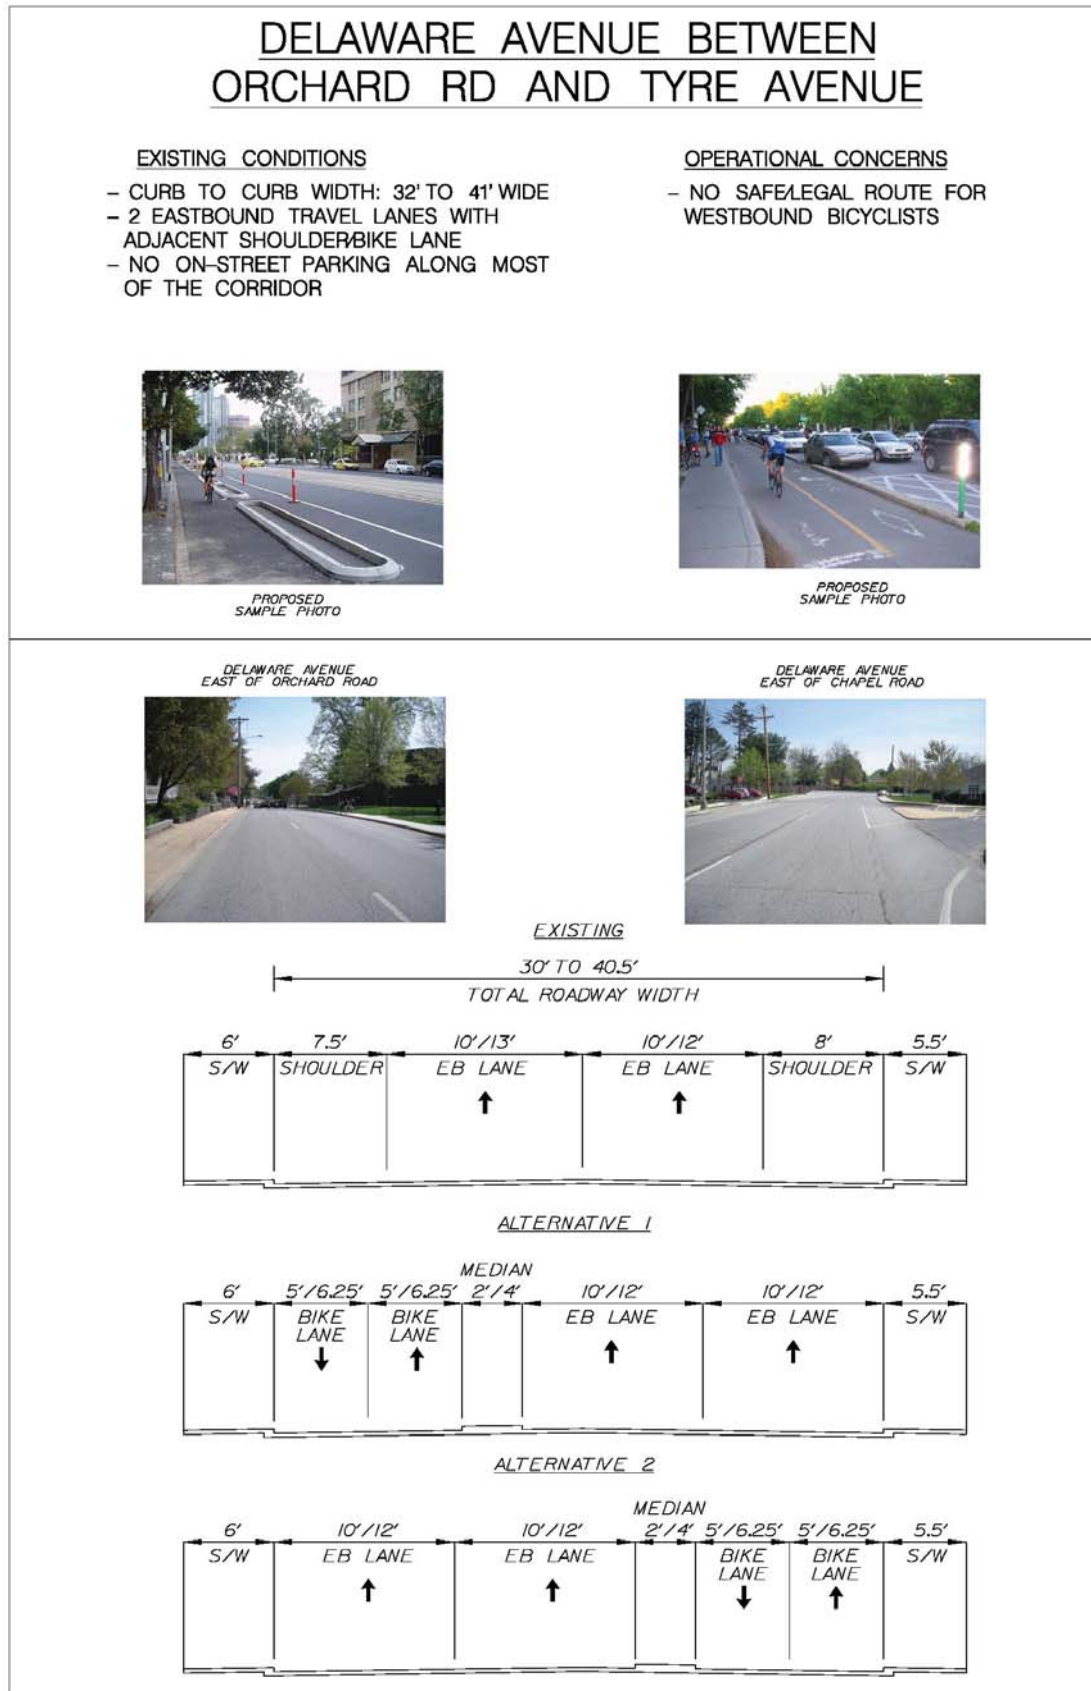 DELAWARE AVENUE BETWEEN
ORCHARD RD AND TYRE AVENUE
EXISTING CONDITIONS
- CURB TO CURB WIDTH: 32' TO 41' WIDE
- 2 EASTBOUND TRAVEL LANES WITH
ADJACENT SHOULDER/BIKE LANE
- NO ON-STREET PARKING ALONG MOST
OF THE CORRIDOR
OPERATIONAL CONCERNS
- NO SAFE/LEGAL ROUTE FOR
WESTBOUND BICYCLISTS
PROPOSED
SAMPLE PHOTO
PROPOSED
SAMPLE PHOTO
DELAWARE AVENUE
EAST OF ORCHARD ROAD
DELAWARE AVENUE
EAST OF CHAPEL ROAD
EXISTING
30' TO 40.5'
TOTAL ROADWAY WIDTH
6' 7.5' 10'/13' 10'/12' 8' 5.5'
S/W SHOULDER EB LANE EB LANE SHOULDER S/W
ALTERNATIVE 1
MEDIAN
6' 5'/6.25' 5'/6.25' 2'/4' 10'/12' 10'/12' 5.5'
S/W BIKE BIKE EB LANE EB LANE S/W
LANE LANE
ALTERNATIVE 2
MEDIAN
6' 10'/12' 10'/12' 2'/4' 5'/6.25' 5'/6.25' 5.5'
S/W EB LANE EB LANE BIKE BIKE S/W
LANE LANE